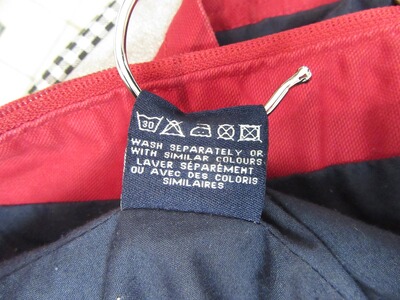 30
WASH SEPARATELY OR
WITH SIMILAR COLOURS
LAVER SÉPARÉMENT
OU AVEC DES COLORIS
SIMILAIRES